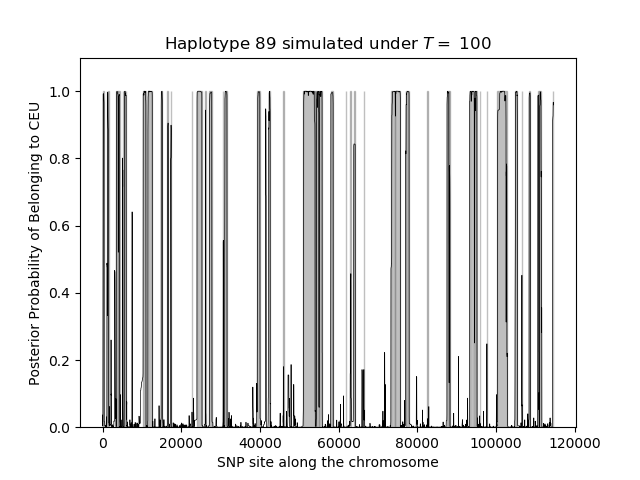 Haplotype 89 simulated under T = 100
Posterior Probability of Belonging to CEU
1.0
0.8
0.6
0.4
0.2
0.0
0 20000 40000 60000 80000 100000 120000
SNP site along the chromosome